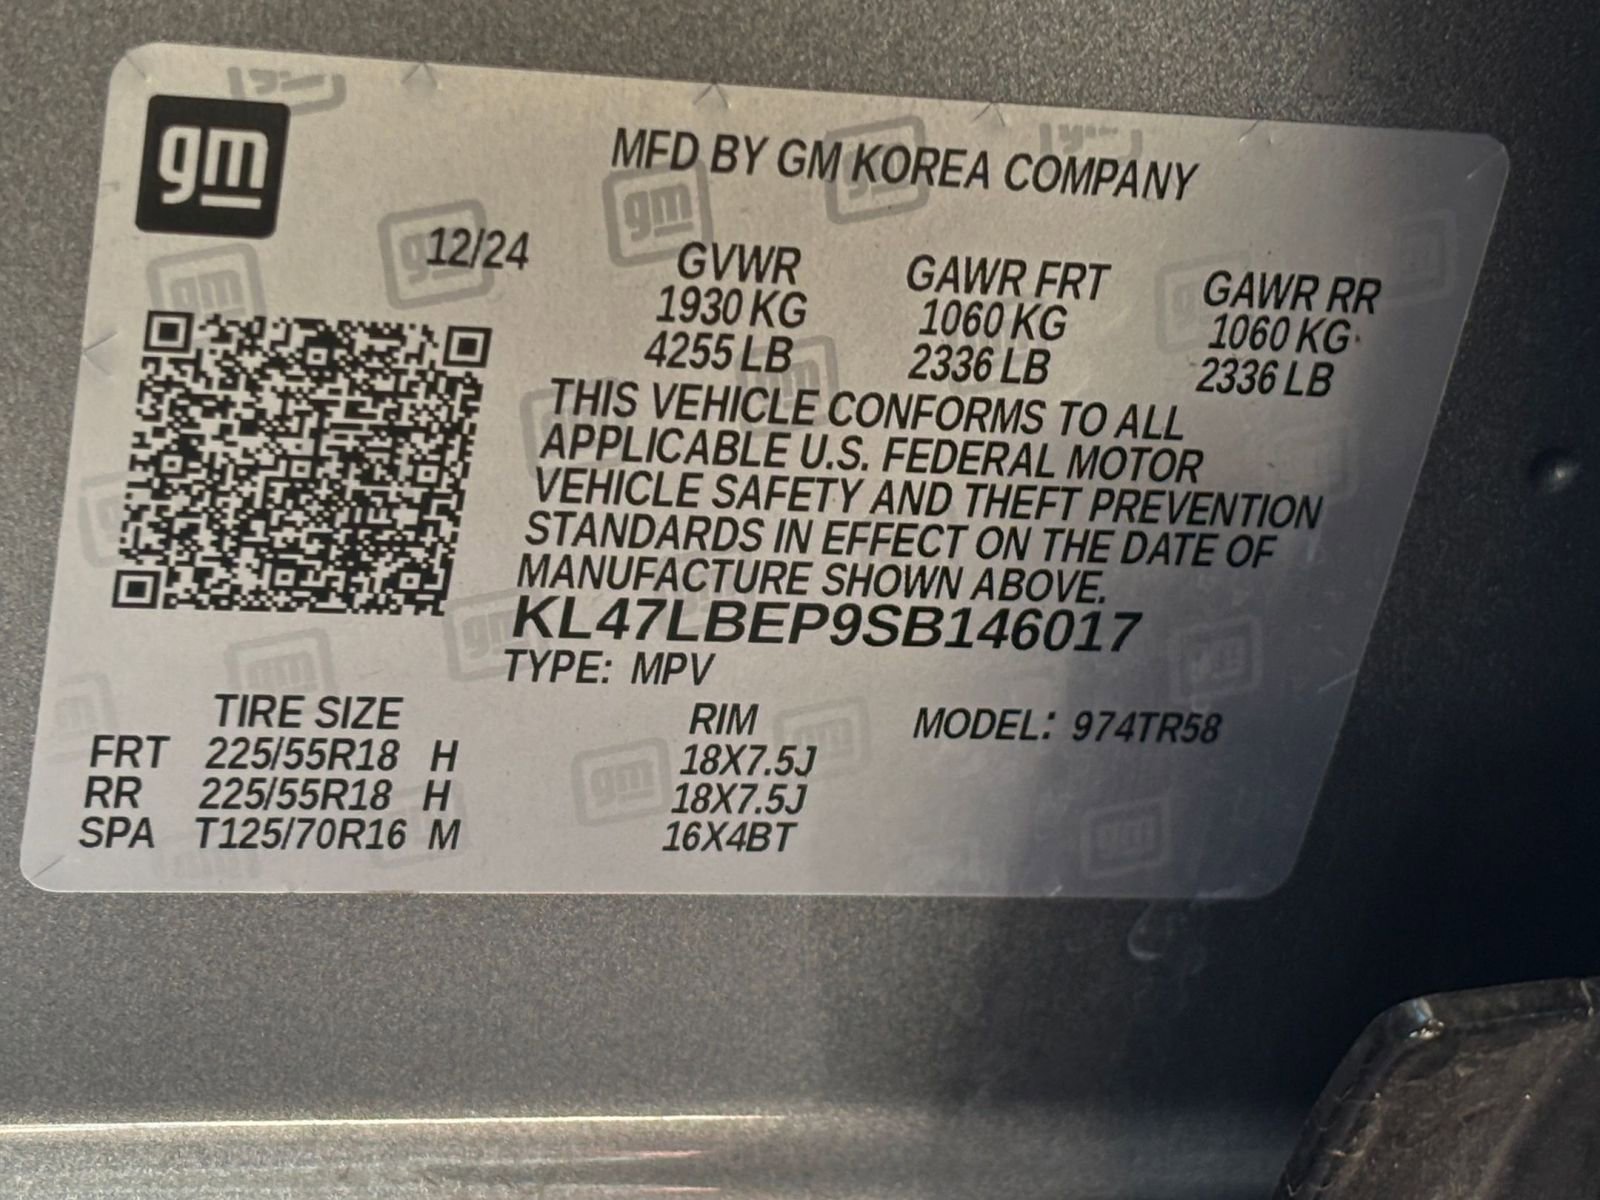 gm
MFD BY GM KOREA COMPANY
12/24
GVWR GAWR FRT GAWR RR
1930 KG 1060 KG 1060 KG
4255 LB 2336 LB 2336 LB
THIS VEHICLE CONFORMS TO ALL
APPLICABLE U.S. FEDERAL MOTOR
VEHICLE SAFETY AND THEFT PREVENTION
STANDARDS IN EFFECT ON THE DATE OF
MANUFACTURE SHOWN ABOVE.
KL47LBEP9SB146017
TYPE: MPV
TIRE SIZE RIM MODEL: 974TR58
FRT 225/55R18 H 18X7.5J
RR 225/55R18 H 18X7.5J
SPA T125/70R16 M 16X4BT